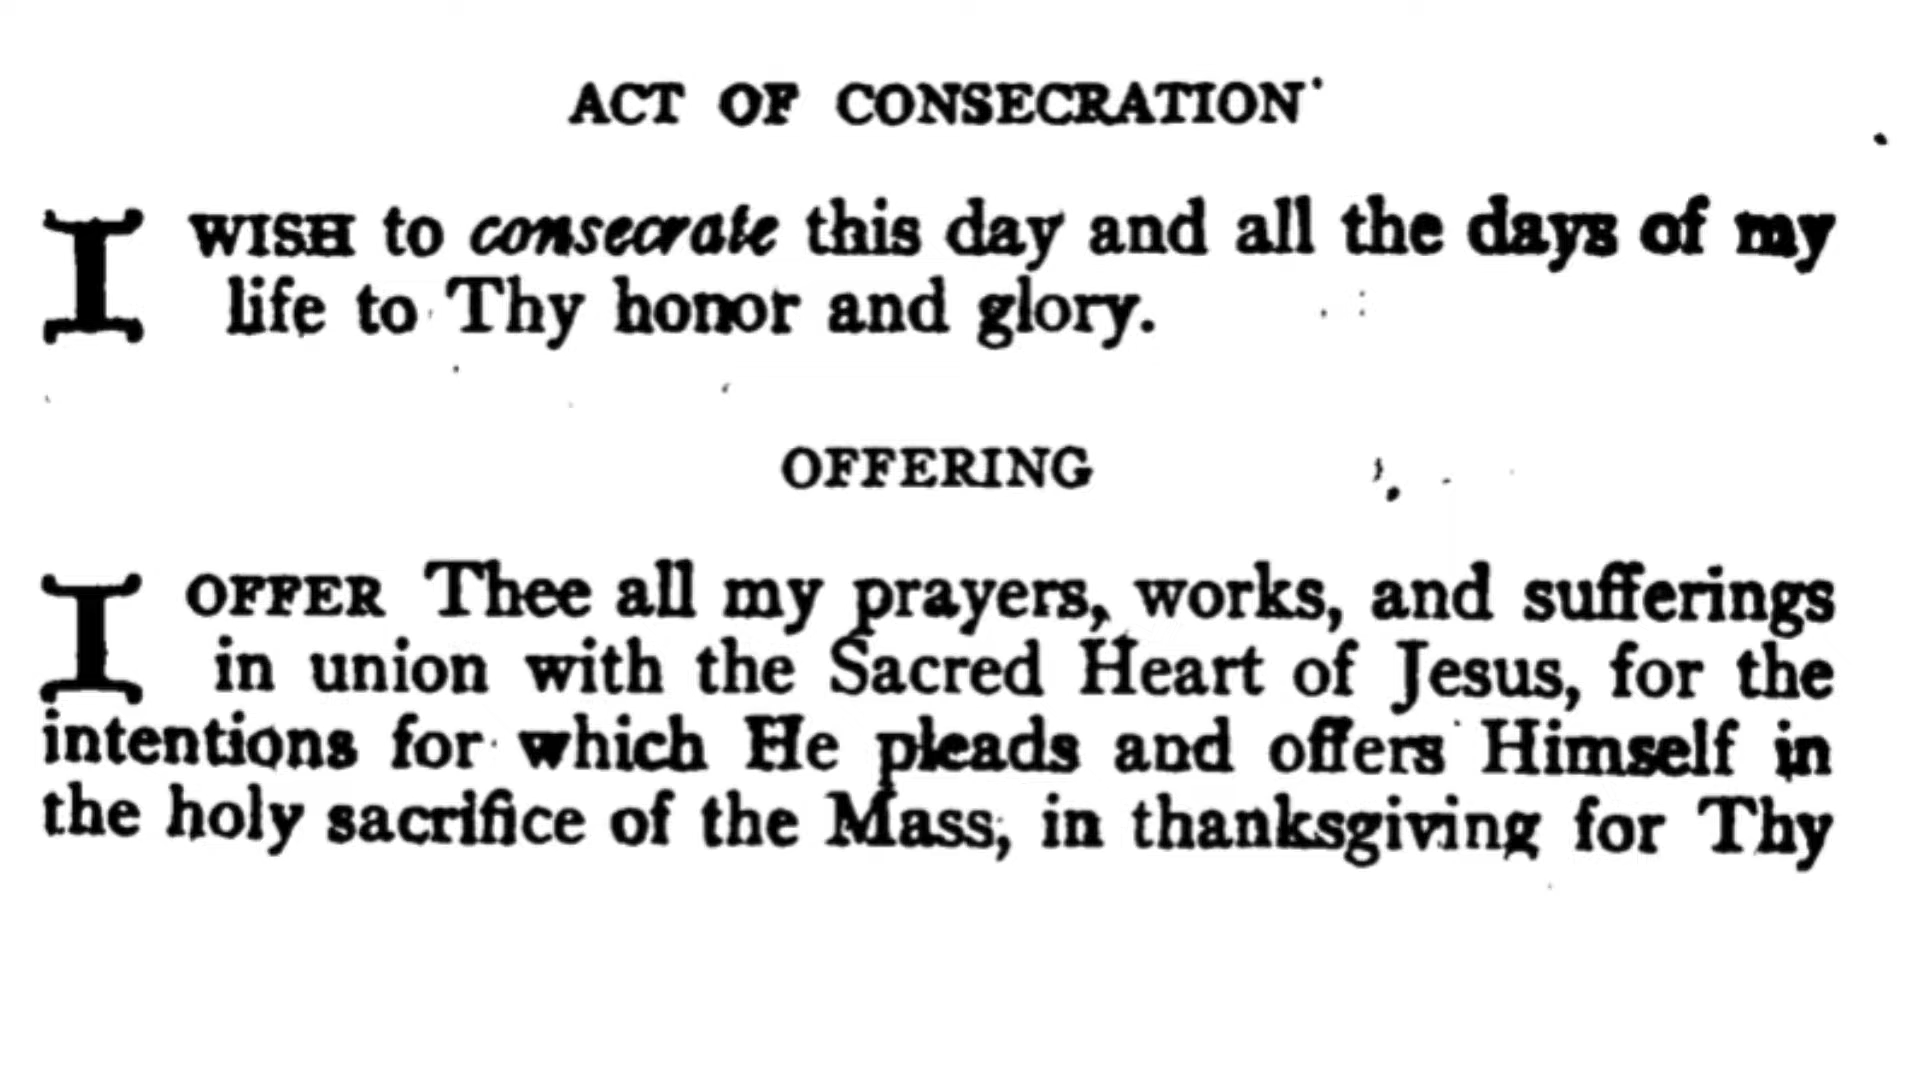 ACT OF CONSECRATION
I WISH to consecrate this day and all the days of my
life to Thy honor and glory.
OFFERING
I OFFER Thee all my prayers, works, and sufferings
in union with the Sacred Heart of Jesus, for the
intentions for which He pleads and offers Himself in
the holy sacrifice of the Mass, in thanksgiving for Thy